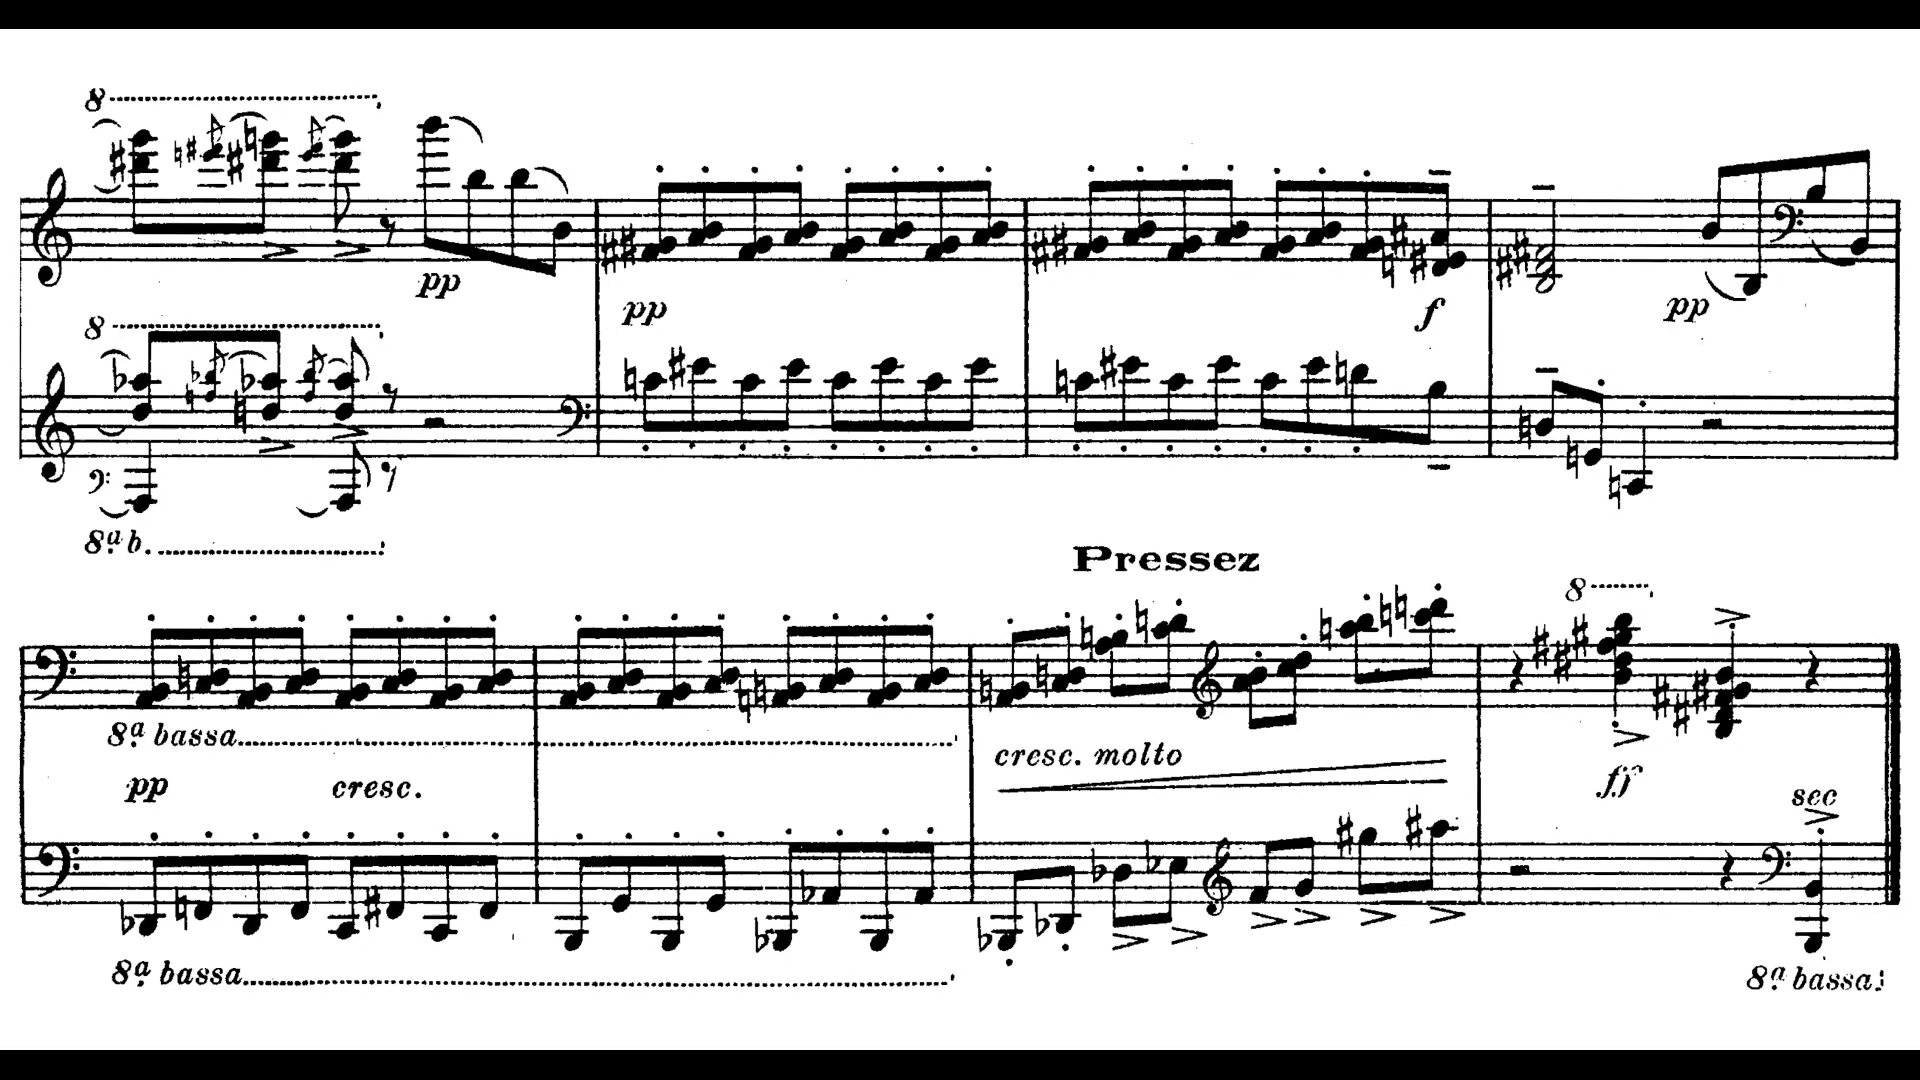 8
pp
pp
f
pp
8
8ª b.
Pressez
8
8ª bassa
cresc. molto
pp cresc.
ff
sec
8ª bassa
8ª bassa